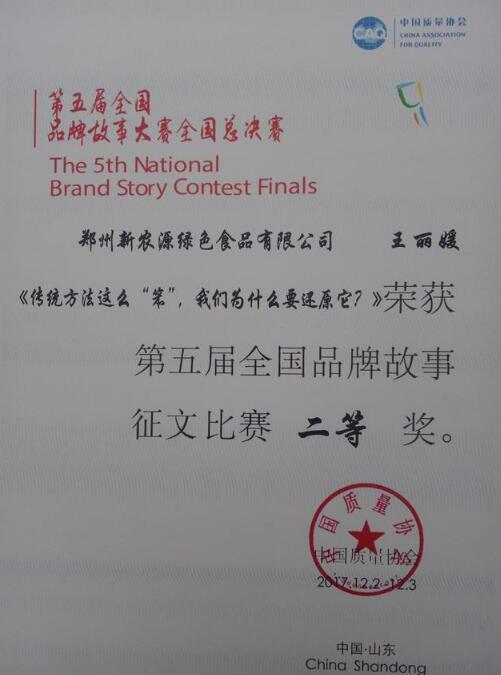 CAQ
中国质量协会
CHINA ASSOCIATION
FOR QUALITY
第五届全国
品牌故事大赛全国总决赛
The 5th National
Brand Story Contest Finals
郑州新农源绿色食品有限公司 王丽媛
《传统方法这么“笨”，我们为什么要还原它？》荣获
第五届全国品牌故事
征文比赛 二等 奖。
中国质量协会
中国质量协会
2017.12.2-12.3
中国·山东
China Shandong